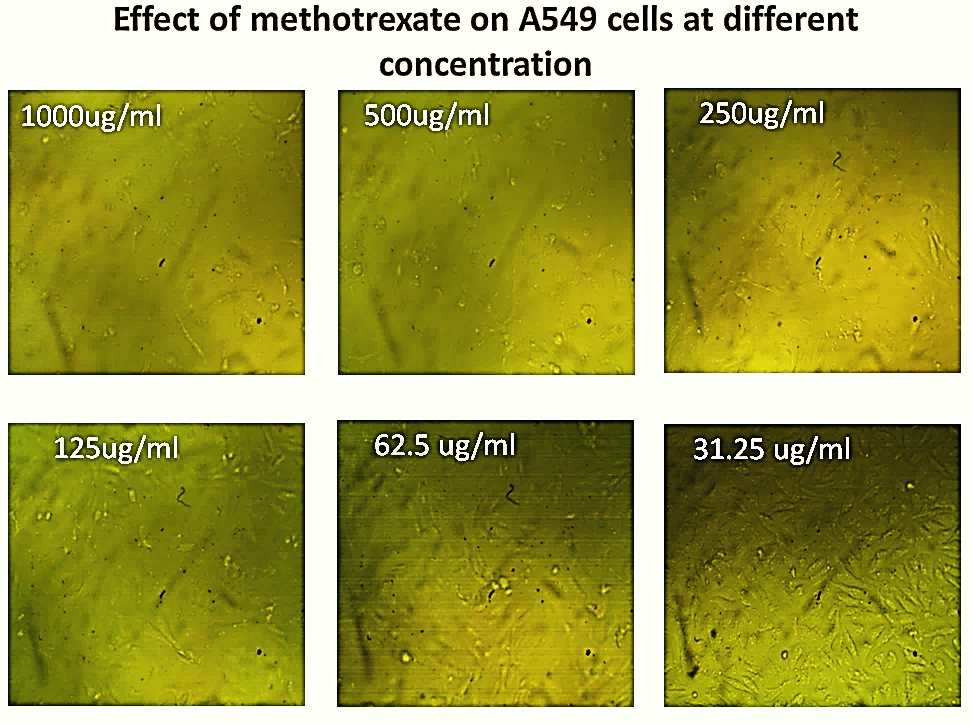 Effect of methotrexate on A549 cells at different
concentration
1000ug/ml
500ug/ml
250ug/ml
125ug/ml
62.5 ug/ml
31.25 ug/ml